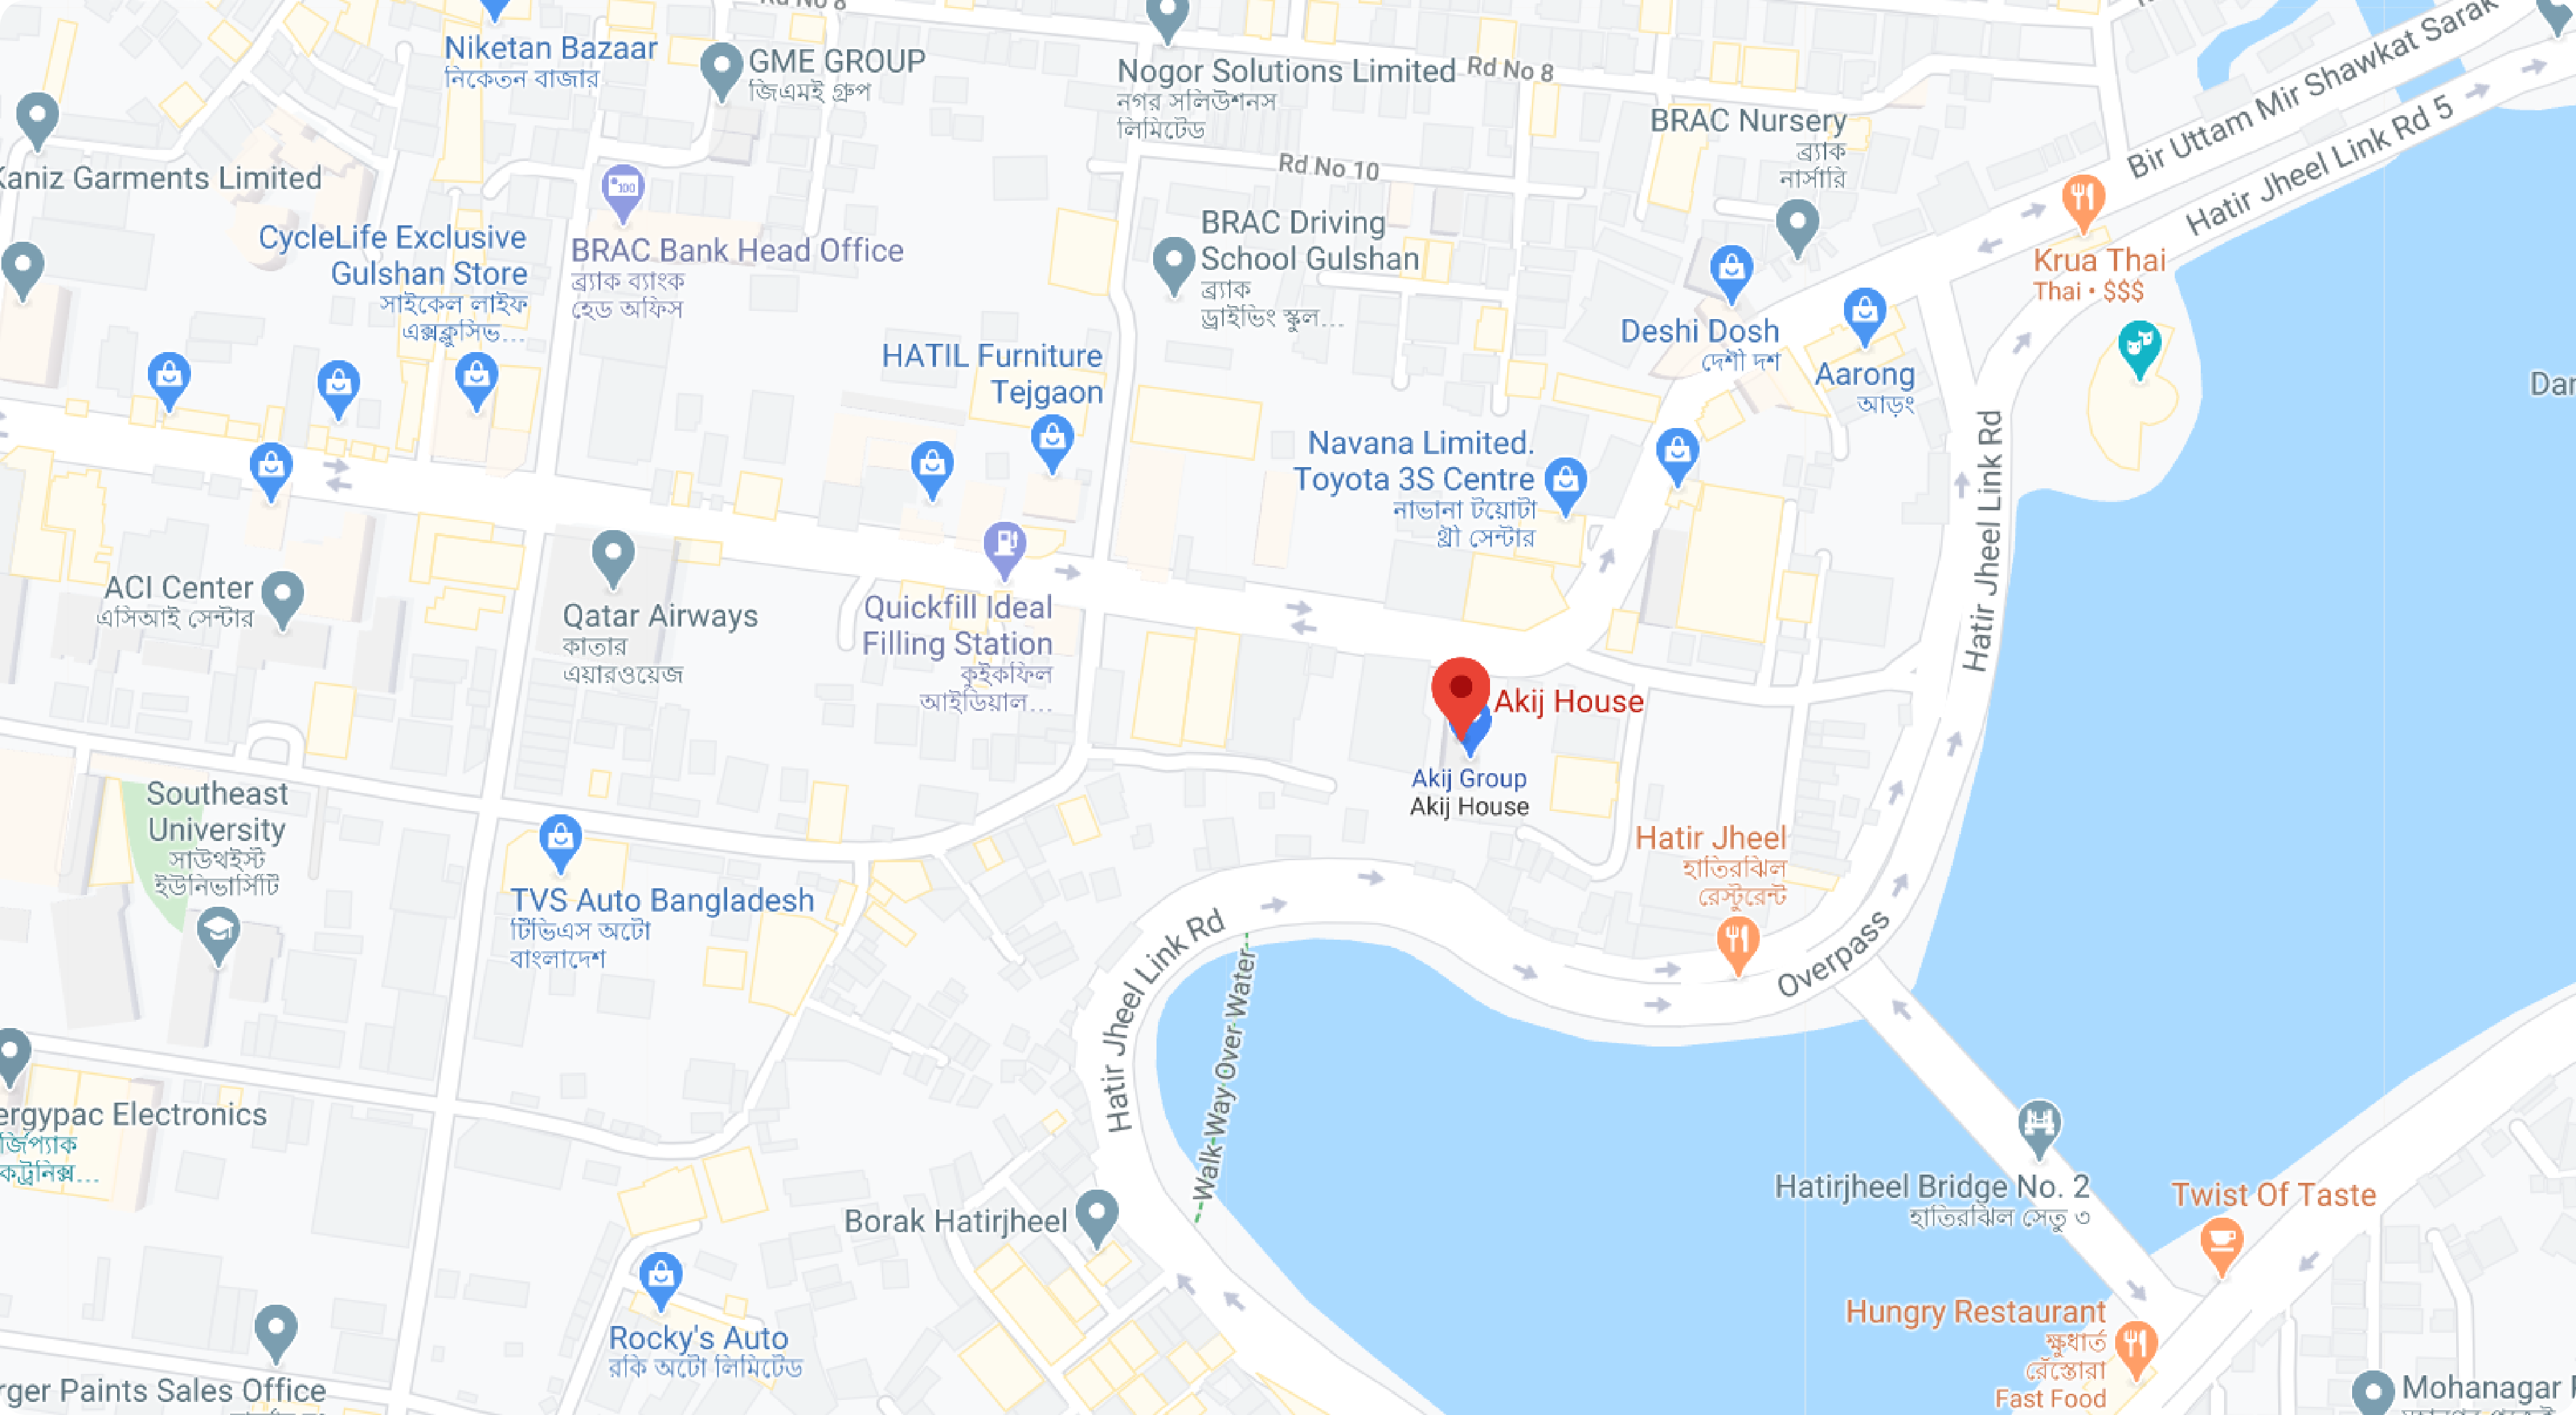 Rd No 8
Niketan Bazaar
নিকেতন বাজার
GME GROUP
জিএমই গ্রুপ
Nogor Solutions Limited
নগর সলিউশনস
লিমিটেড
Rd No 8
Bir Uttam Mir Shawkat Sarak
Hatir Jheel Link Rd 5
BRAC Nursery
ব্র্যাক
নার্সারি
Kaniz Garments Limited
Rd No 10
CycleLife Exclusive
Gulshan Store
সাইকেল লাইফ
এক্সক্লুসিভ...
BRAC Bank Head Office
ব্র্যাক ব্যাংক
হেড অফিস
BRAC Driving
School Gulshan
ব্র্যাক
ড্রাইভিং স্কুল...
Krua Thai
Thai • $$$
HATIL Furniture
Tejgaon
Deshi Dosh
দেশী দশ
Aarong
আড়ং
Navana Limited.
Toyota 3S Centre
নাভানা টয়োটা
থ্রী সেন্টার
Hatir Jheel Link Rd
ACI Center
এসিআই সেন্টার
Qatar Airways
কাতার
এয়ারওয়েজ
Quickfill Ideal
Filling Station
কুইকফিল
আইডিয়াল...
Akij House
Akij Group
Akij House
Southeast
University
সাউথইস্ট
ইউনিভার্সিটি
Hatir Jheel
হাতিরঝিল
রেস্টুরেন্ট
TVS Auto Bangladesh
টিভিএস অটো
বাংলাদেশ
Hatir Jheel Link Rd
Walk Way Over Water
Overpass
ergypac Electronics
র্জিপ্যাক
কট্রনিক্স...
Hatirjheel Bridge No. 2
হাতিরঝিল সেতু ৩
Twist Of Taste
Borak Hatirjheel
Rocky's Auto
রকি অটো লিমিটেড
Hungry Restaurant
ক্ষুধার্ত
রেঁস্তোরা
Fast Food
rger Paints Sales Office
Mohanagar